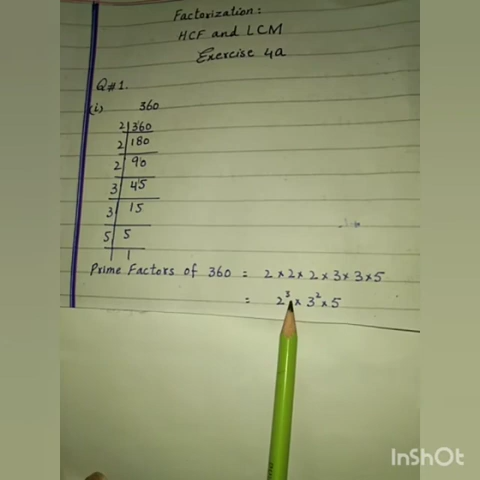 Factorization:
HCF and LCM
Exercise 4a
Q#1.
(i) 360
2 | 360
2 | 180
2 | 90
3 | 45
3 | 15
5 | 5
| 1
Prime Factors of 360 = 2 × 2 × 2 × 3 × 3 × 5
= 2³ × 3² × 5
InShOt